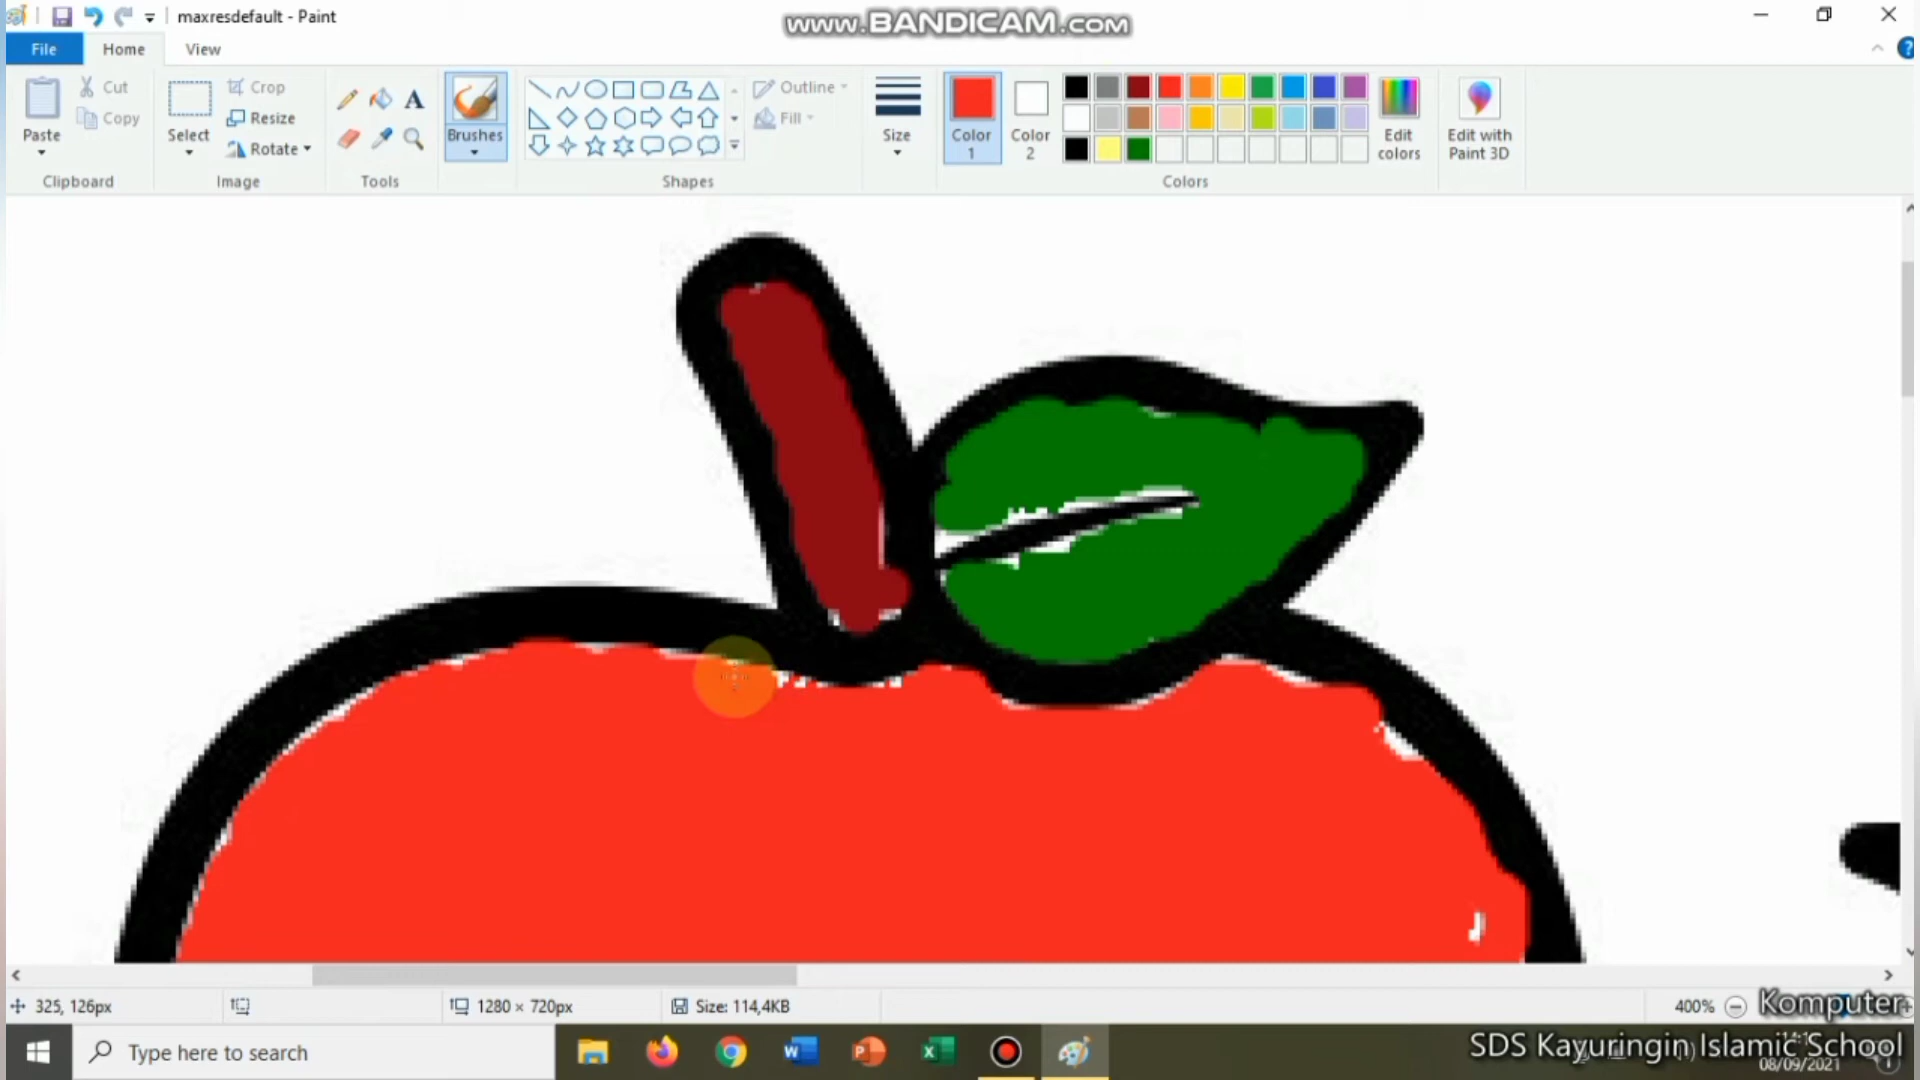 maxresdefault - Paint
www.BANDICAM.com
File
Home
View
Paste
Cut
Copy
Clipboard
Select
Crop
Resize
Rotate
Image
A
Tools
Brushes
Outline
Fill
Shapes
Size
Color 1
Color 2
Edit colors
Edit with Paint 3D
Colors
325, 126px
1280 × 720px
Size: 114,4KB
400%
Komputer
Type here to search
SDS Kayuringin Islamic School
08/09/2021